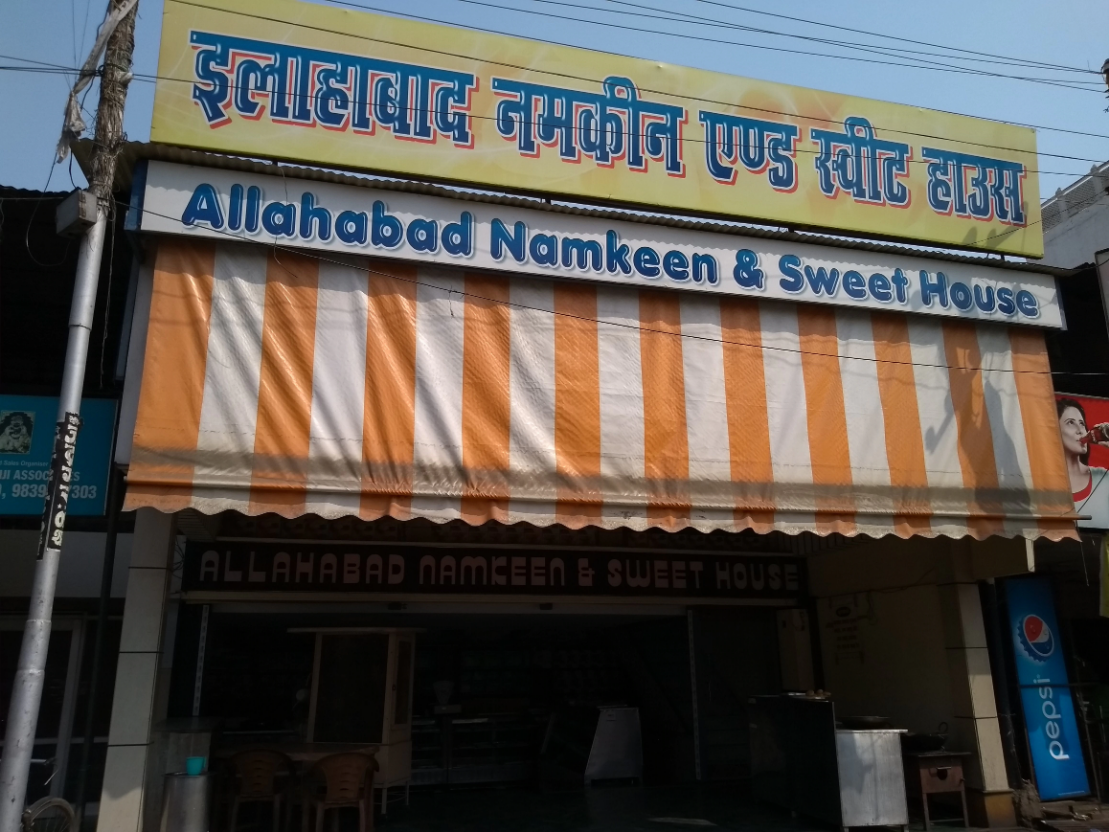 इलाहाबाद नमकीन एण्ड स्वीट हाउस
Allahabad Namkeen & Sweet House
ALLAHABAD NAMKEEN & SWEET HOUSE
pepsi